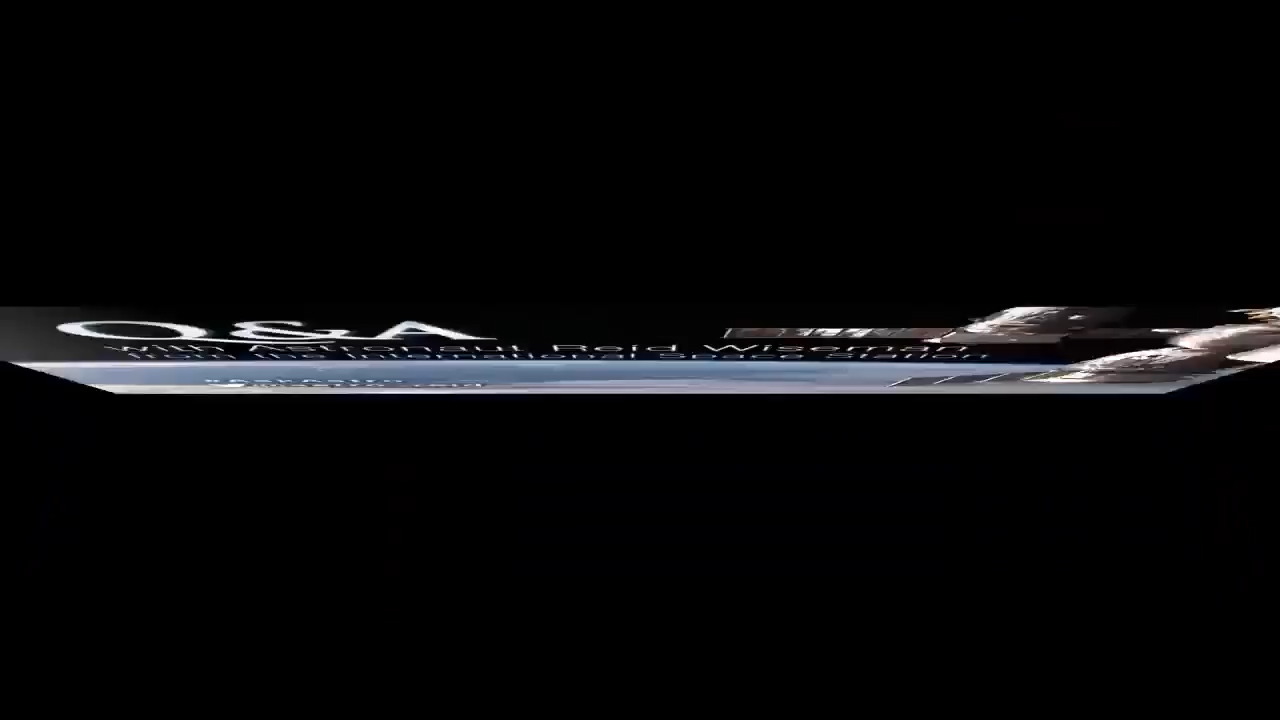 Q&A
with Astronaut Reid Wiseman
from the International Space Station